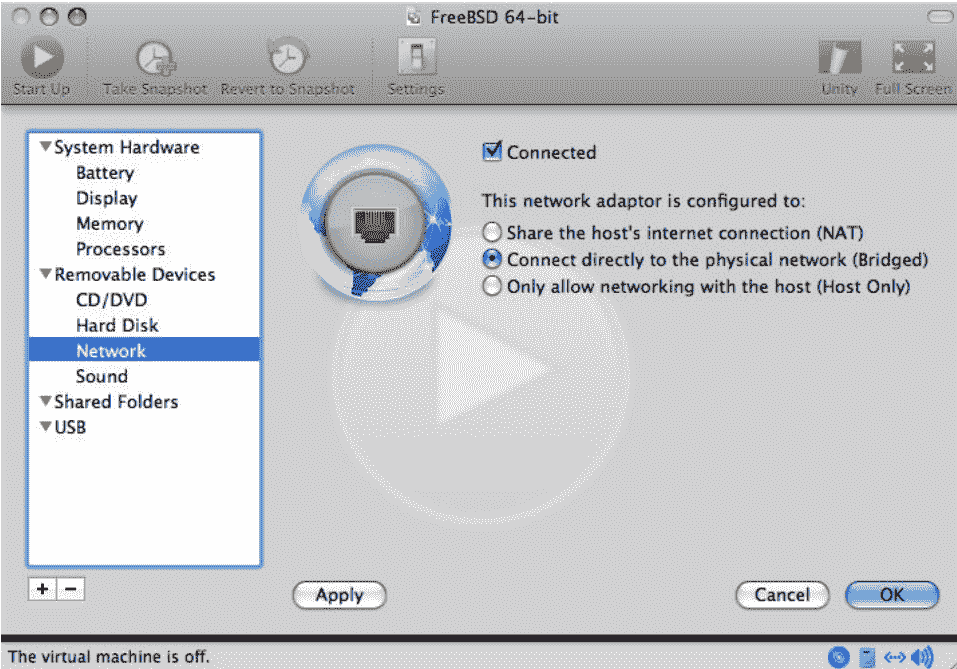 FreeBSD 64-bit
Start Up
Take Snapshot
Revert to Snapshot
Settings
Unity
Full Screen
System Hardware
Battery
Display
Memory
Processors
Removable Devices
CD/DVD
Hard Disk
Network
Sound
Shared Folders
USB
Connected
This network adaptor is configured to:
Share the host's internet connection (NAT)
Connect directly to the physical network (Bridged)
Only allow networking with the host (Host Only)
+ -
Apply
Cancel
OK
The virtual machine is off.